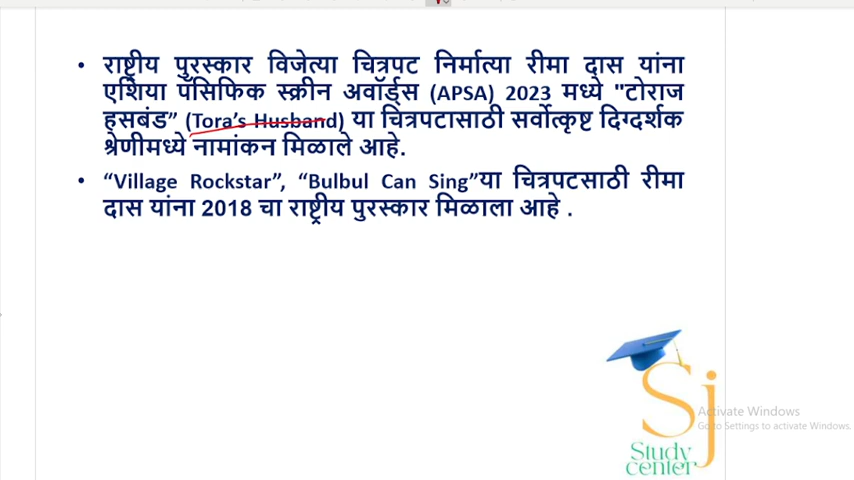 • राष्ट्रीय पुरस्कार विजेत्या चित्रपट निर्मात्या रीमा दास यांना
एशिया पॅसिफिक स्क्रीन अवॉर्ड्स (APSA) 2023 मध्ये "टोराज
हसबंड” (Tora’s Husband) या चित्रपटासाठी सर्वोत्कृष्ट दिग्दर्शक
श्रेणीमध्ये नामांकन मिळाले आहे.
• “Village Rockstar”, “Bulbul Can Sing”या चित्रपटसाठी रीमा
दास यांना 2018 चा राष्ट्रीय पुरस्कार मिळाला आहे .
Sj
Activate Windows
Go to Settings to activate Windows.
Study
center